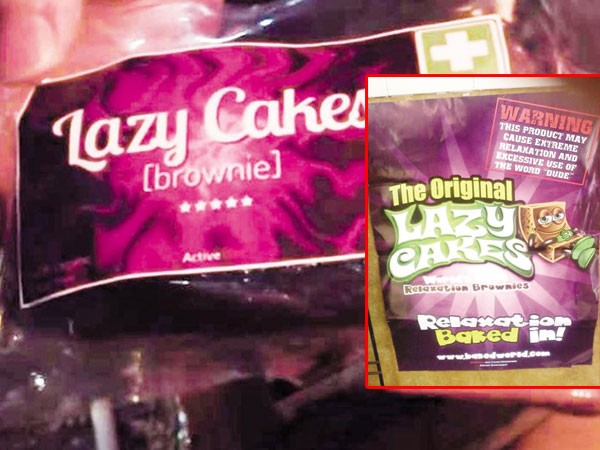 Lazy Cakes
[brownie]
Active
WARNING
THIS PRODUCT MAY
CAUSE EXTREME
RELAXATION AND
EXCESSIVE USE OF
THE WORD "DUDE"
The Original
LAZY
CAKES
Relaxation Brownies
Relaxation
Baked in!